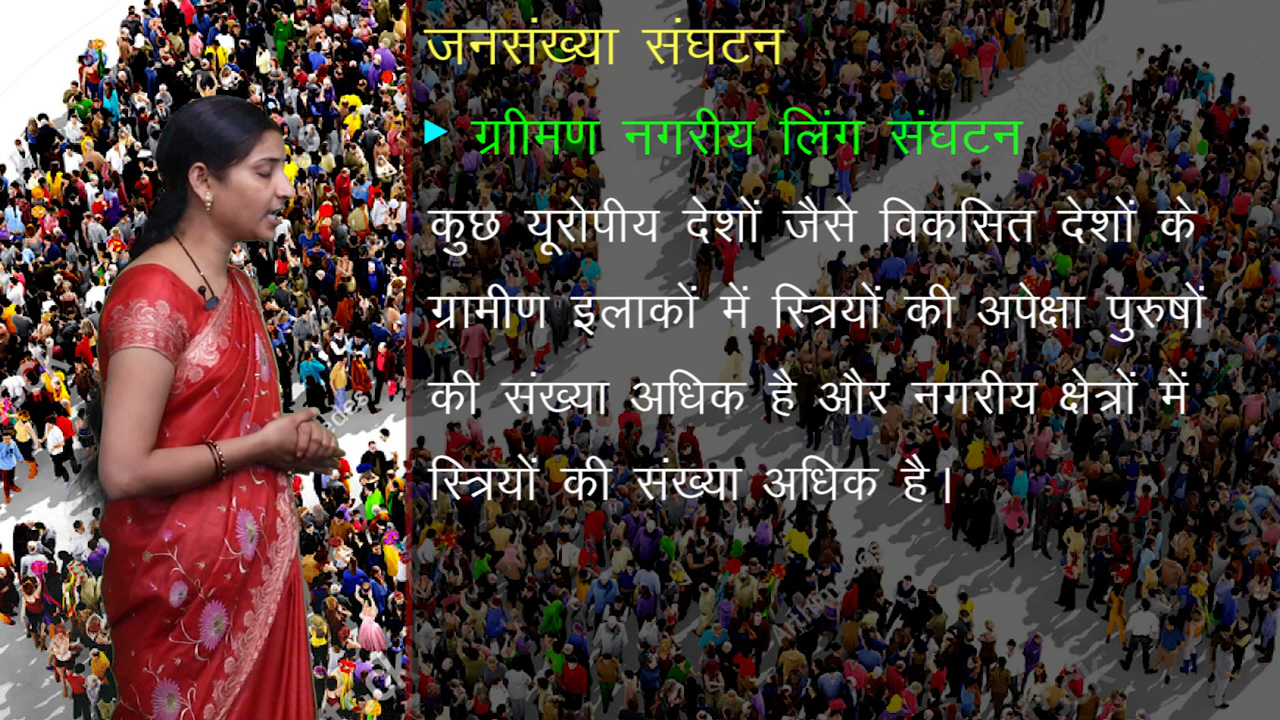 जनसंख्या संघटन
ग्राीमण नगरीय लिंग संघटन
कुछ यूरोपीय देशों जैसे विकसित देशों के
ग्रामीण इलाकों में स्त्रियों की अपेक्षा पुरुषों
की संख्या अधिक है और नगरीय क्षेत्रों में
स्त्रियों की संख्या अधिक है।